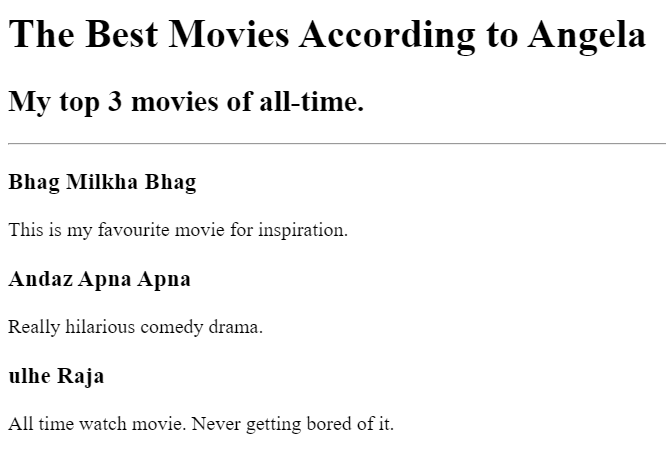 The Best Movies According to Angela
My top 3 movies of all-time.
Bhag Milkha Bhag
This is my favourite movie for inspiration.
Andaz Apna Apna
Really hilarious comedy drama.
ulhe Raja
All time watch movie. Never getting bored of it.